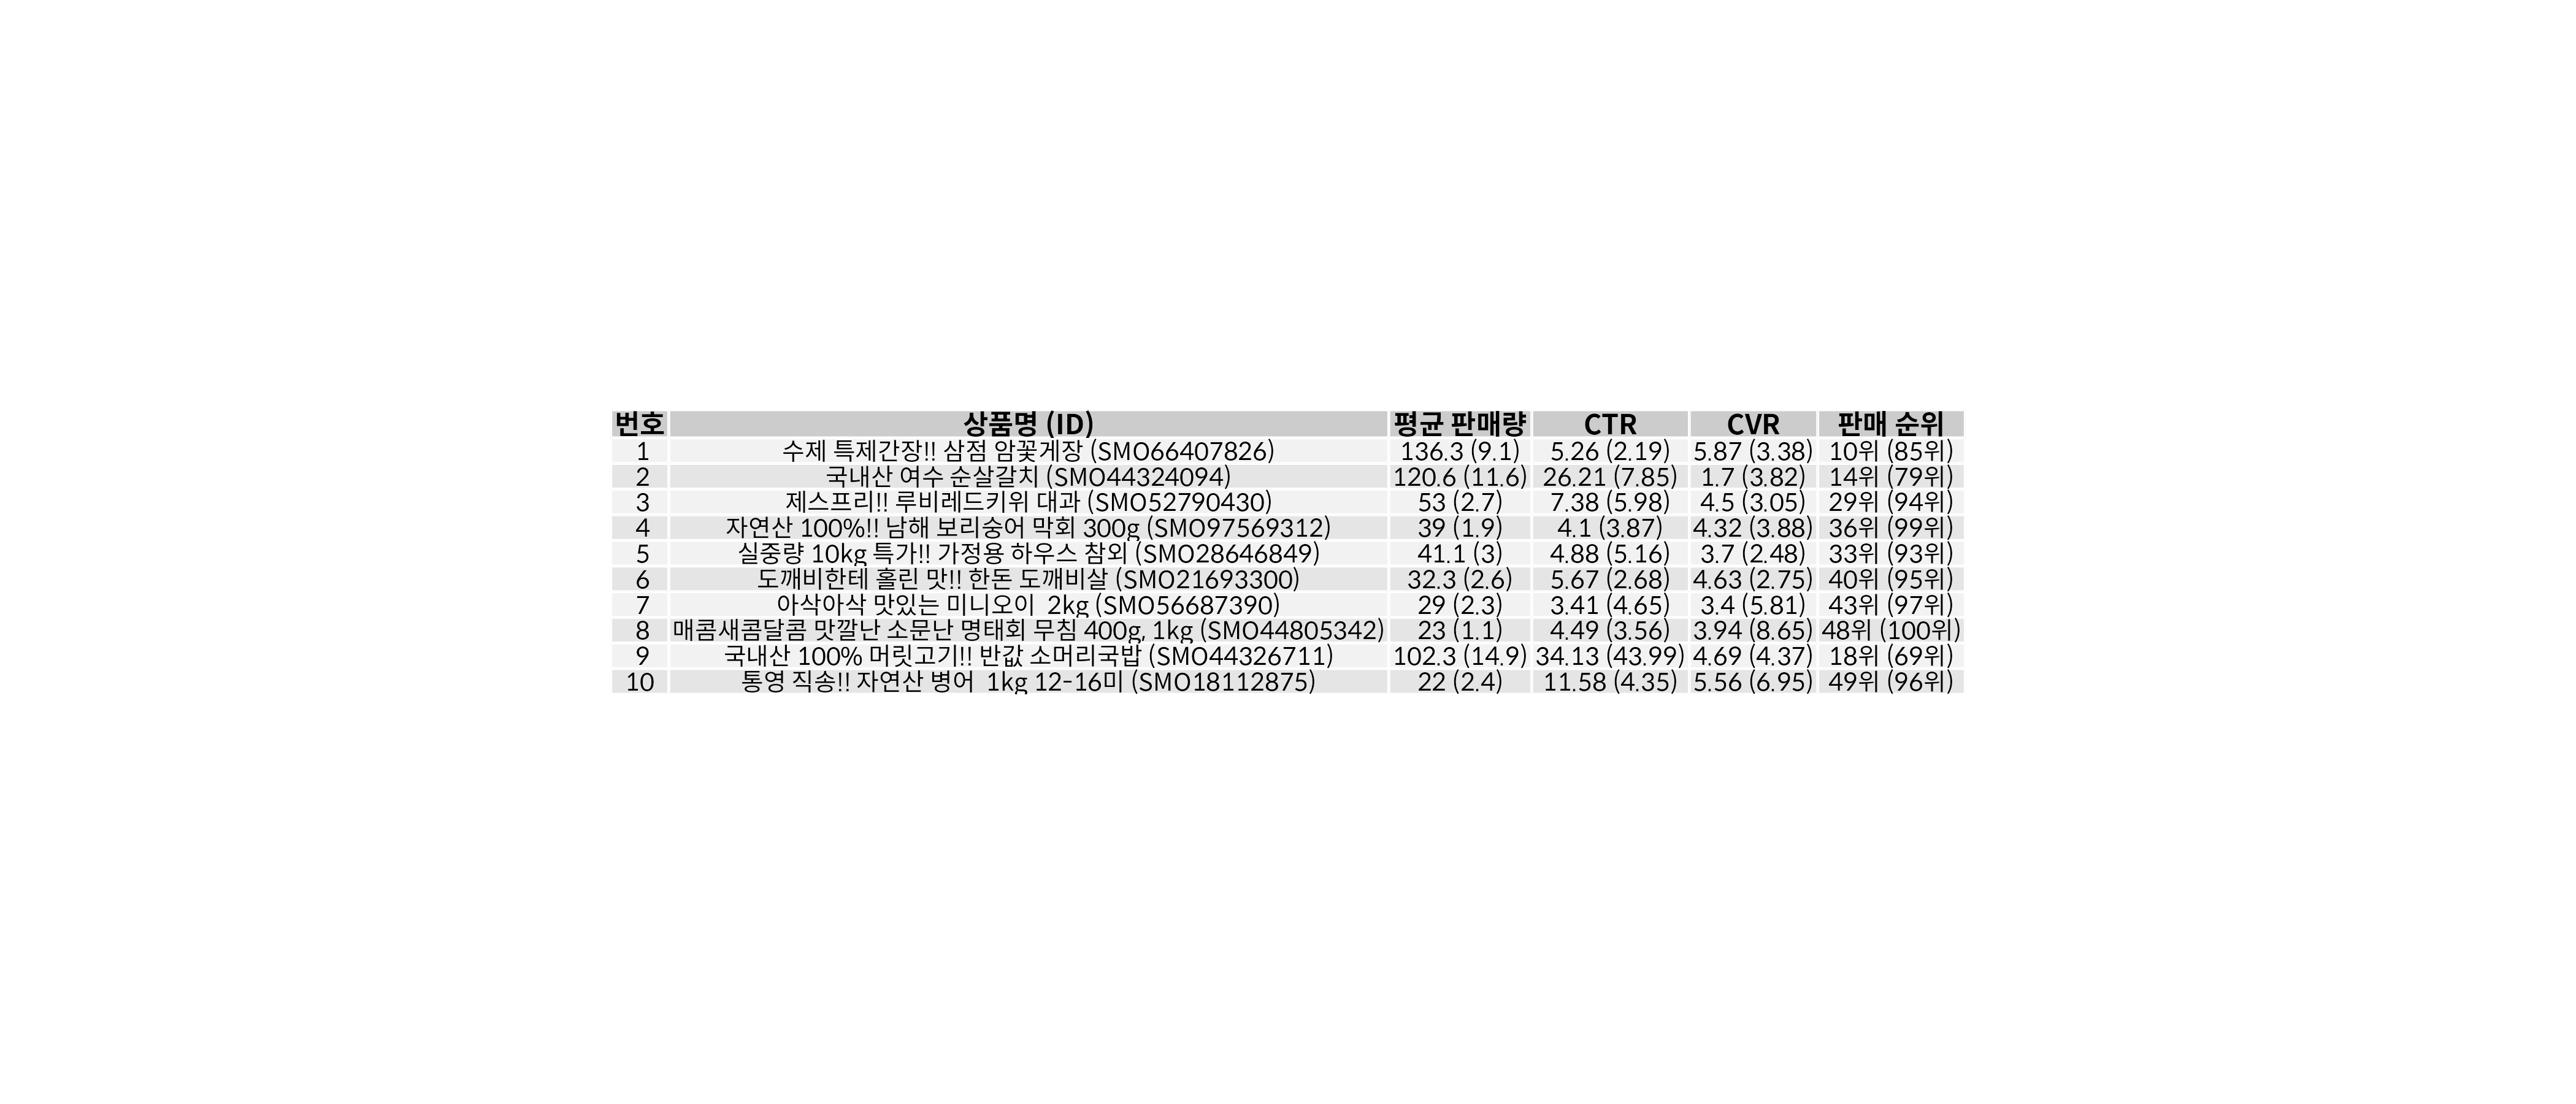 번호 상품명 (ID) 평균 판매량 CTR CVR 판매 순위
1 수제 특제간장!! 삼점 암꽃게장 (SMO66407826) 136.3 (9.1) 5.26 (2.19) 5.87 (3.38) 10위 (85위)
2 국내산 여수 순살갈치 (SMO44324094) 120.6 (11.6) 26.21 (7.85) 1.7 (3.82) 14위 (79위)
3 제스프리!! 루비레드키위 대과 (SMO52790430) 53 (2.7) 7.38 (5.98) 4.5 (3.05) 29위 (94위)
4 자연산 100%!! 남해 보리숭어 막회 300g (SMO97569312) 39 (1.9) 4.1 (3.87) 4.32 (3.88) 36위 (99위)
5 실중량 10kg 특가!! 가정용 하우스 참외 (SMO28646849) 41.1 (3) 4.88 (5.16) 3.7 (2.48) 33위 (93위)
6 도깨비한테 홀린 맛!! 한돈 도깨비살 (SMO21693300) 32.3 (2.6) 5.67 (2.68) 4.63 (2.75) 40위 (95위)
7 아삭아삭 맛있는 미니오이 2kg (SMO56687390) 29 (2.3) 3.41 (4.65) 3.4 (5.81) 43위 (97위)
8 매콤새콤달콤 맛깔난 소문난 명태회 무침 400g, 1kg (SMO44805342) 23 (1.1) 4.49 (3.56) 3.94 (8.65) 48위 (100위)
9 국내산 100% 머릿고기!! 반값 소머리국밥 (SMO44326711) 102.3 (14.9) 34.13 (43.99) 4.69 (4.37) 18위 (69위)
10 통영 직송!! 자연산 병어 1kg 12-16미 (SMO18112875) 22 (2.4) 11.58 (4.35) 5.56 (6.95) 49위 (96위)